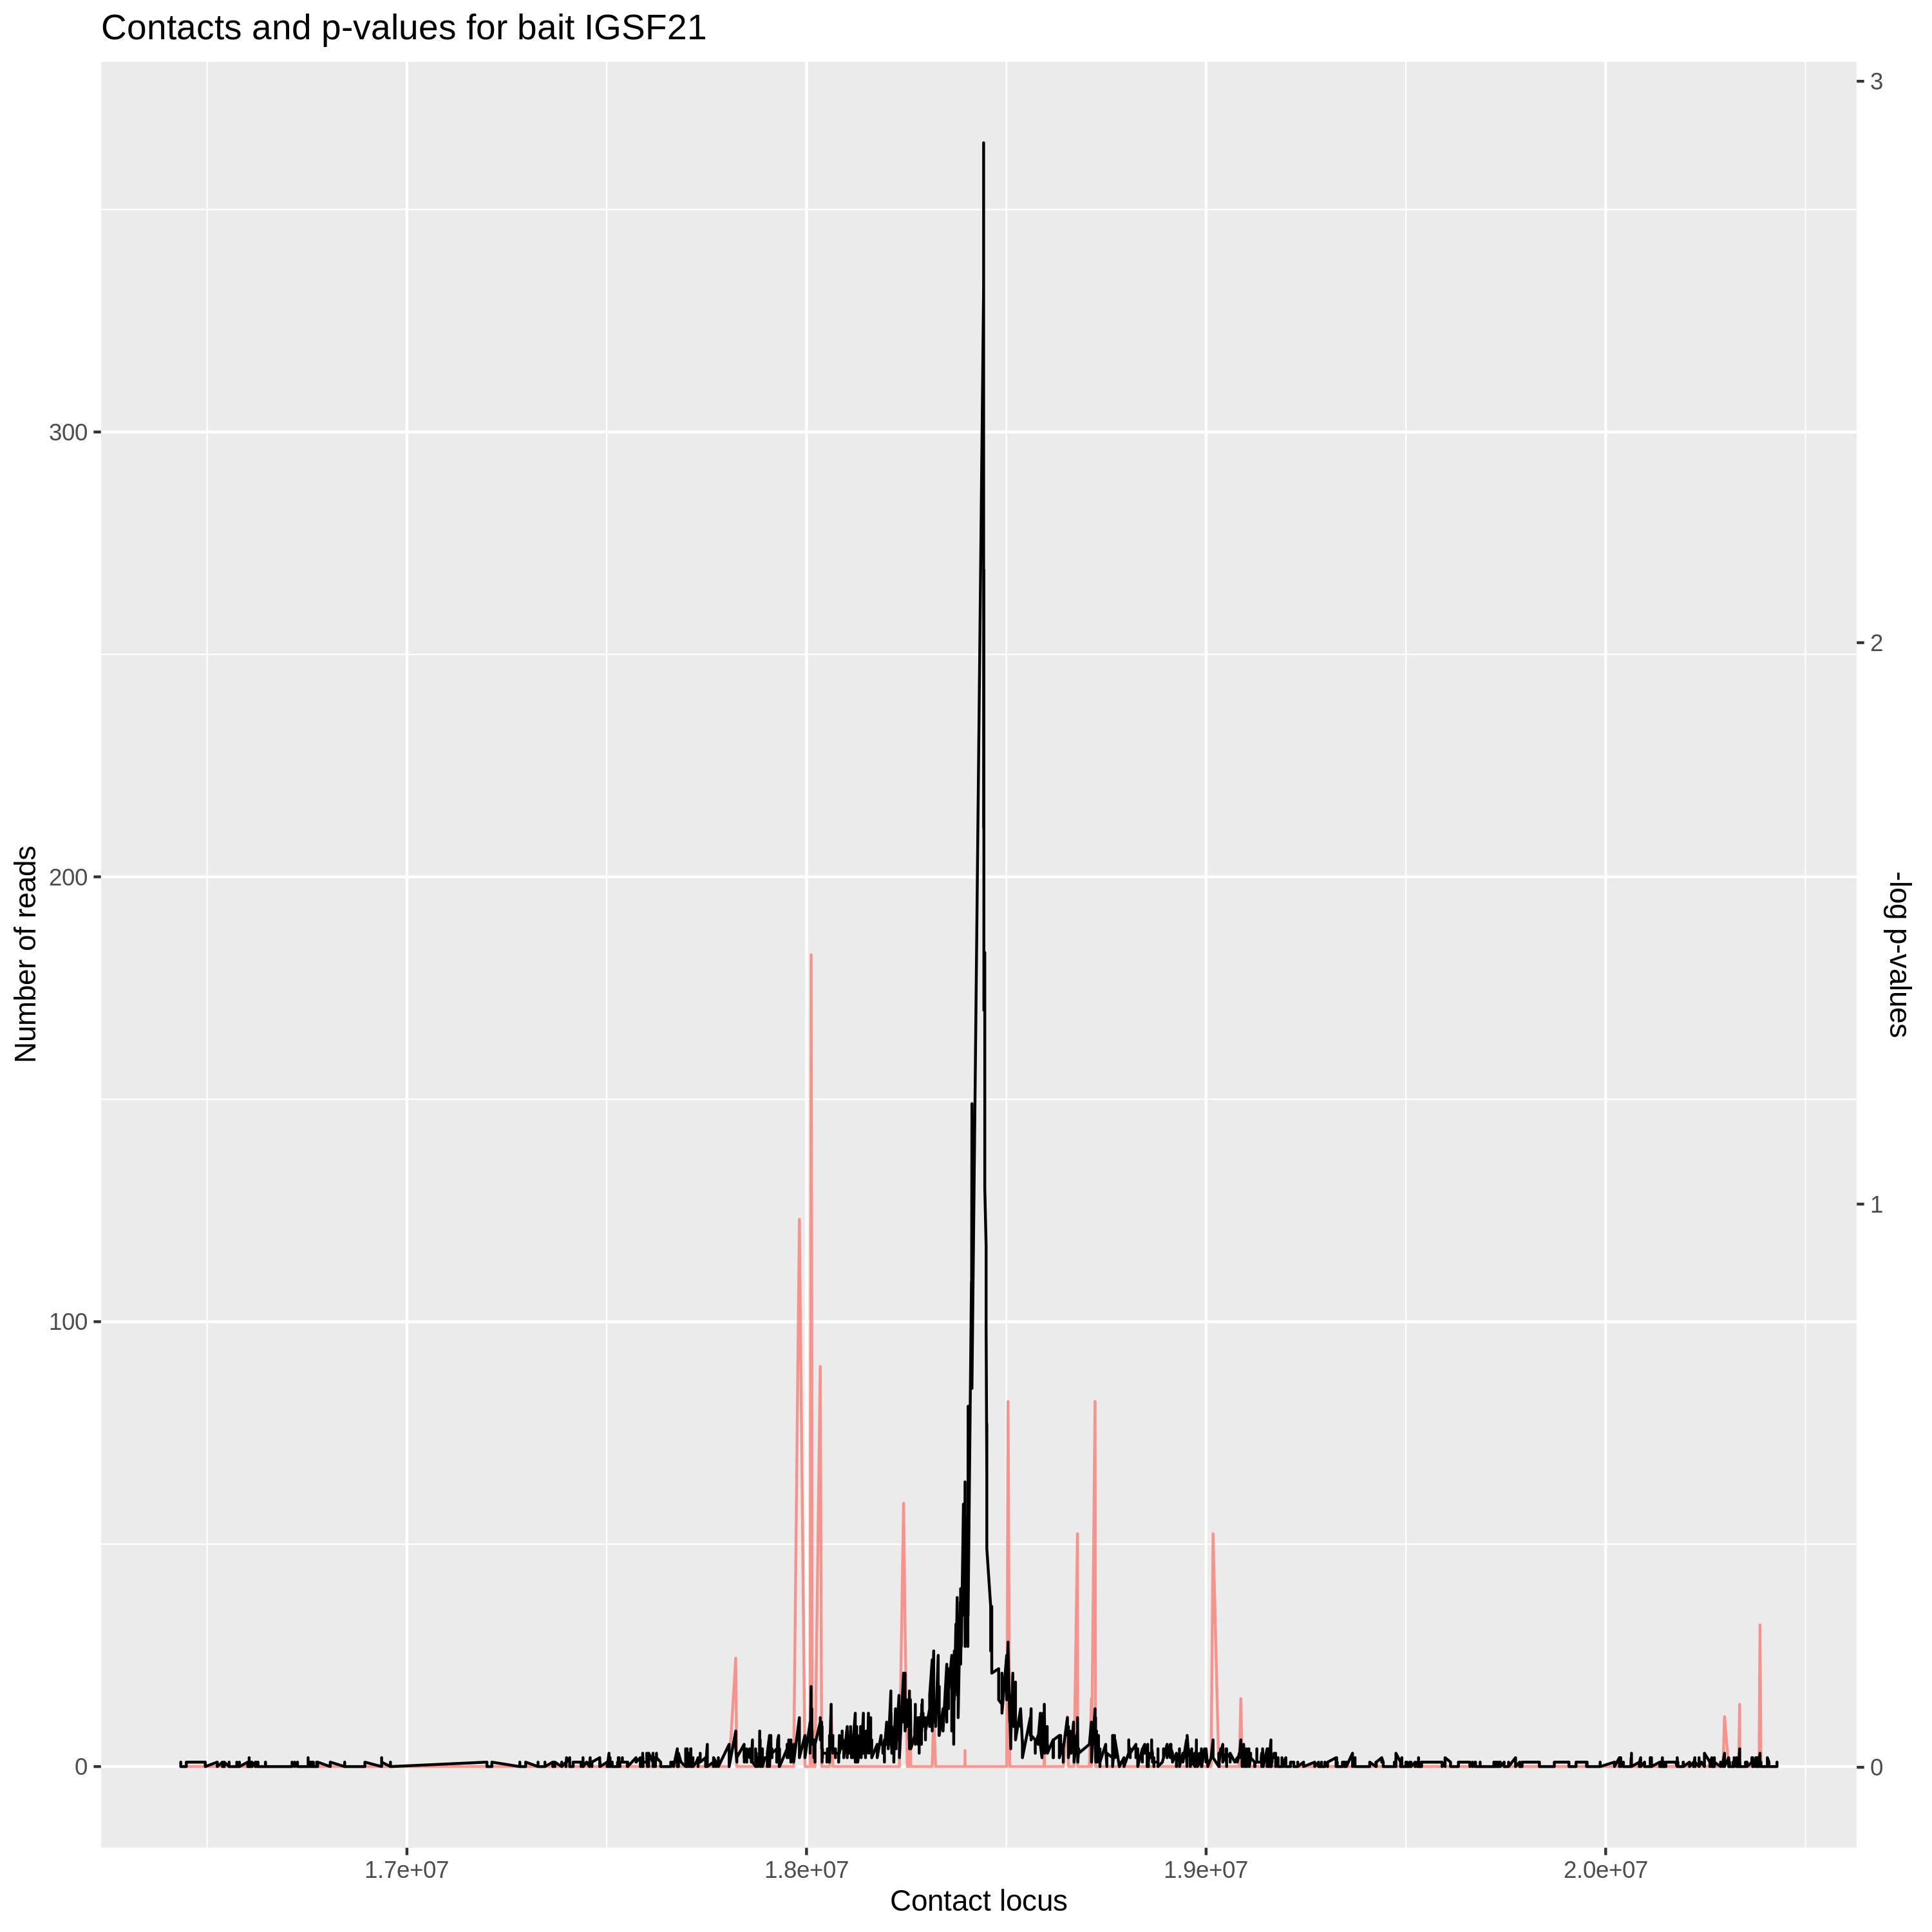 Contacts and p-values for bait IGSF21
Number of reads
300
200
100
0
3
2
1
0
-log p-values
1.7e+07
1.8e+07
1.9e+07
2.0e+07
Contact locus